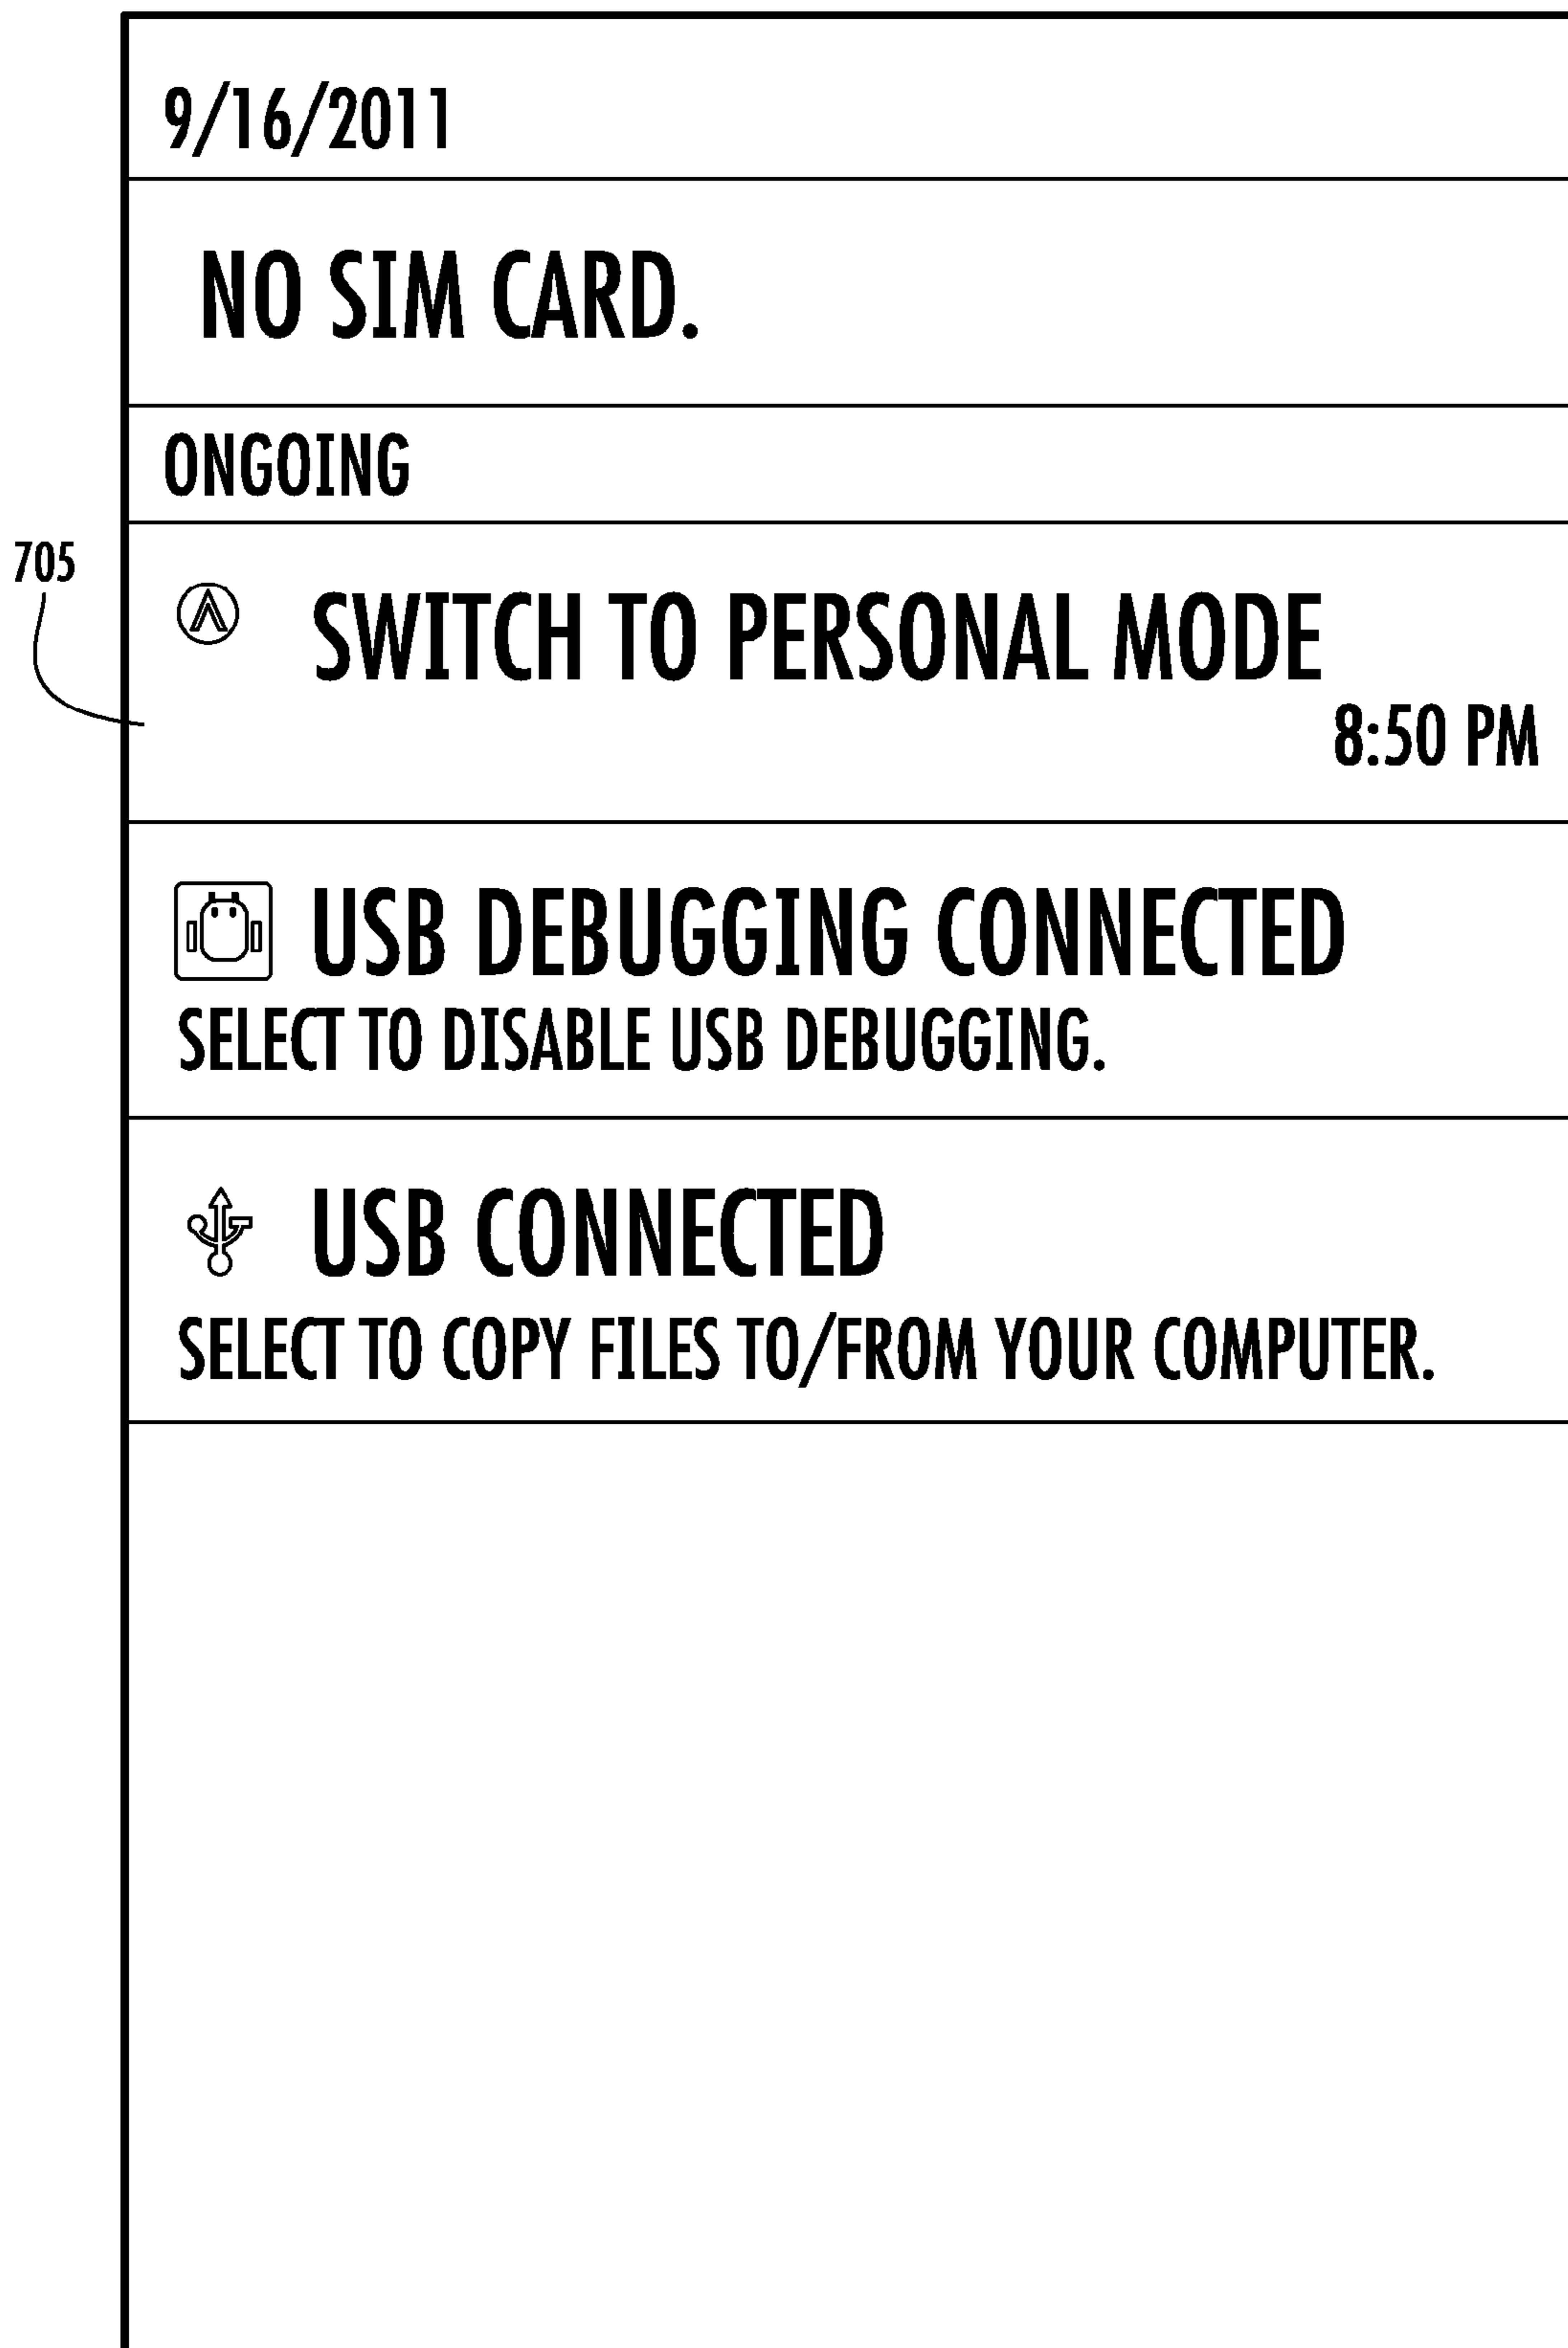 9/16/2011
NO SIM CARD.
ONGOING
705
SWITCH TO PERSONAL MODE
8:50 PM
USB DEBUGGING CONNECTED
SELECT TO DISABLE USB DEBUGGING.
USB CONNECTED
SELECT TO COPY FILES TO/FROM YOUR COMPUTER.